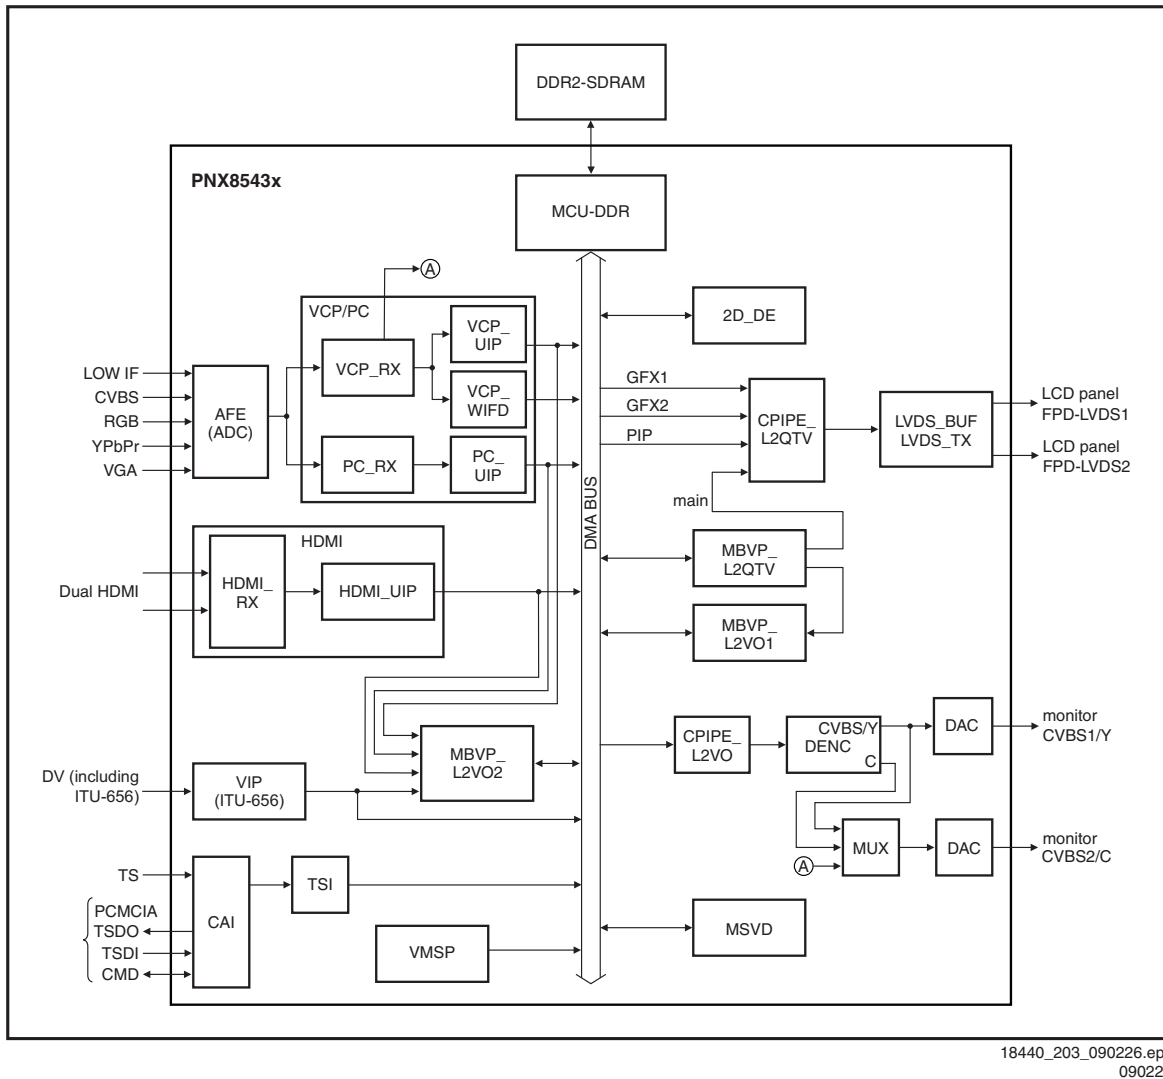 DDR2-SDRAM
PNX8543x
MCU-DDR
A
VCP/PC
VCP_
UIP
2D_DE
VCP_RX
LOW IF
CVBS
RGB
YPbPr
VGA
AFE
(ADC)
VCP_
WIFD
GFX1
GFX2
PIP
CPIPE_
L2QTV
LVDS_BUF
LVDS_TX
LCD panel
FPD-LVDS1
LCD panel
FPD-LVDS2
PC_RX
PC_
UIP
DMA BUS
main
HDMI
MBVP_
L2QTV
Dual HDMI
HDMI_
RX
HDMI_UIP
MBVP_
L2VO1
MBVP_
L2VO2
CPIPE_
L2VO
CVBS/Y
DENC
C
DAC
monitor
CVBS1/Y
DV (including
ITU-656)
VIP
(ITU-656)
A
MUX
DAC
monitor
CVBS2/C
TS
PCMCIA
TSDO
TSDI
CMD
CAI
TSI
VMSP
MSVD
18440_203_090226.ep
09022